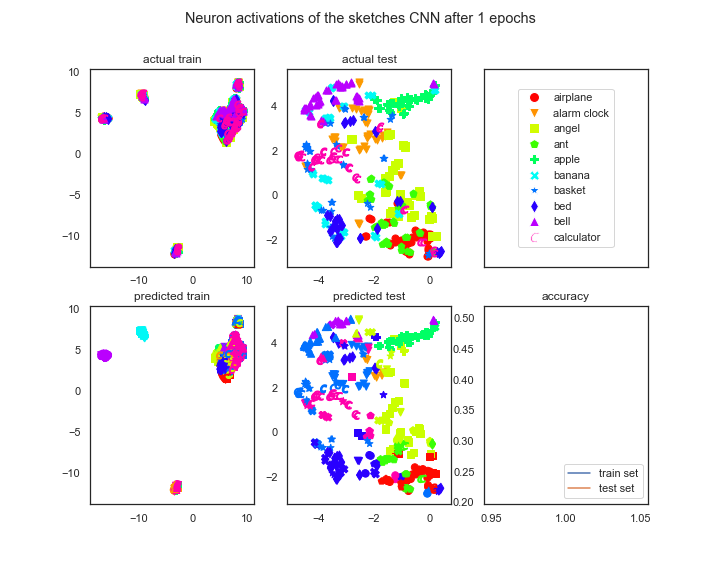 Neuron activations of the sketches CNN after 1 epochs
actual train
actual test
10
5
0
−5
−10
−10
0
10
4
2
0
−2
−4
−2
0
airplane
alarm clock
angel
ant
apple
banana
basket
bed
bell
calculator
predicted train
predicted test
accuracy
10
5
0
−5
−10
−10
0
10
4
2
0
−2
−4
−2
0
0.50
0.45
0.40
0.35
0.30
0.25
0.20
0.95
1.00
1.05
train set
test set